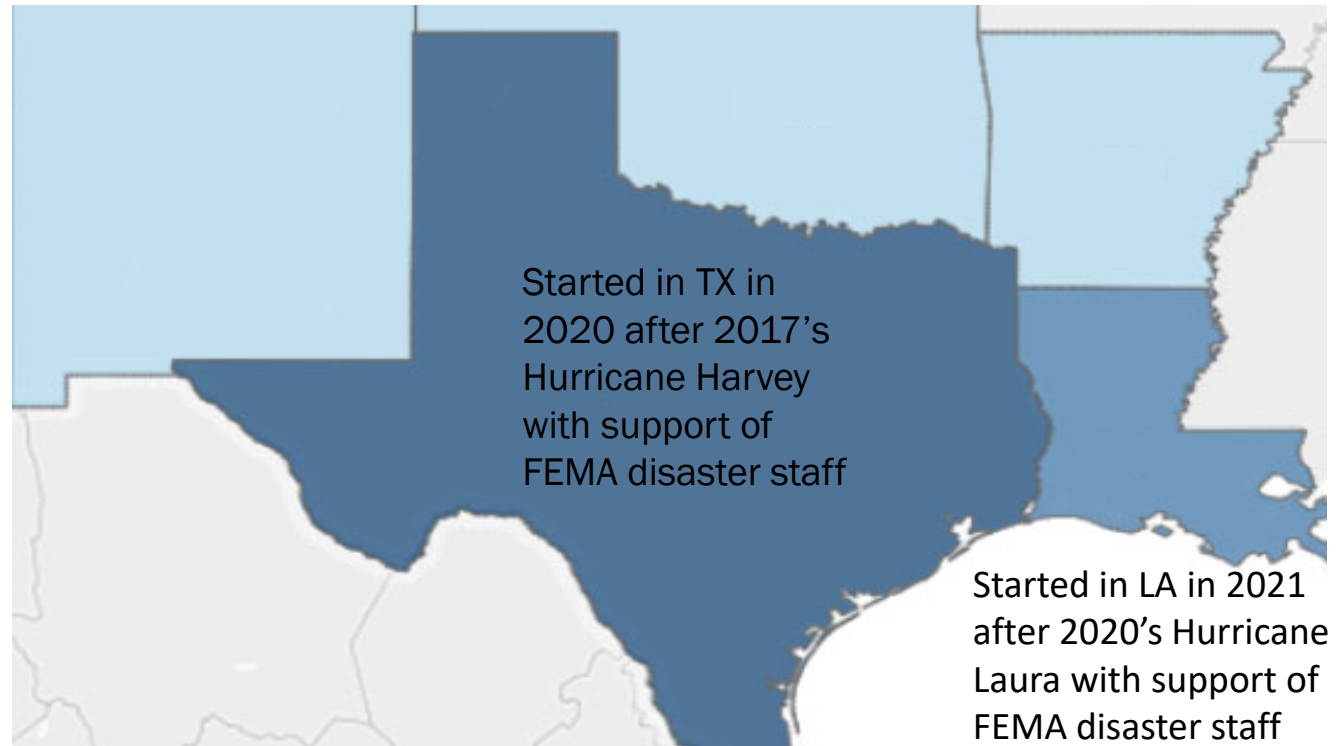 Started in TX in
2020 after 2017’s
Hurricane Harvey
with support of
FEMA disaster staff
Started in LA in 2021
after 2020’s Hurricane
Laura with support of
FEMA disaster staff